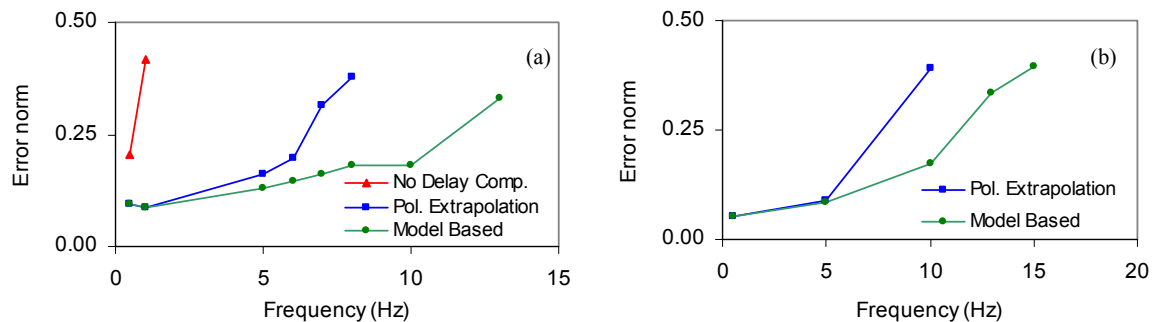 0.50
0.25
0.00
Error norm
(a)
No Delay Comp.
Pol. Extrapolation
Model Based
0 5 10 15
Frequency (Hz)
0.50
0.25
0.00
Error norm
(b)
Pol. Extrapolation
Model Based
0 5 10 15 20
Frequency (Hz)